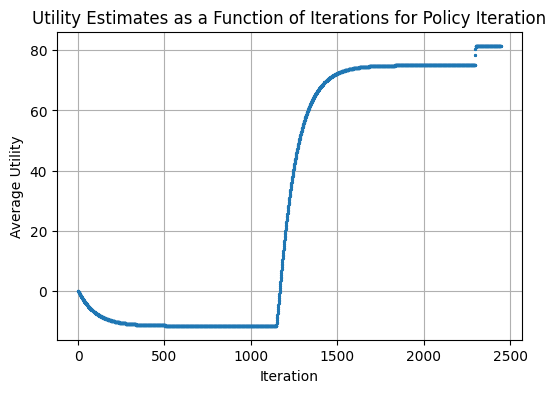 Utility Estimates as a Function of Iterations for Policy Iteration
80
60
40
20
0
Average Utility
0 500 1000 1500 2000 2500
Iteration